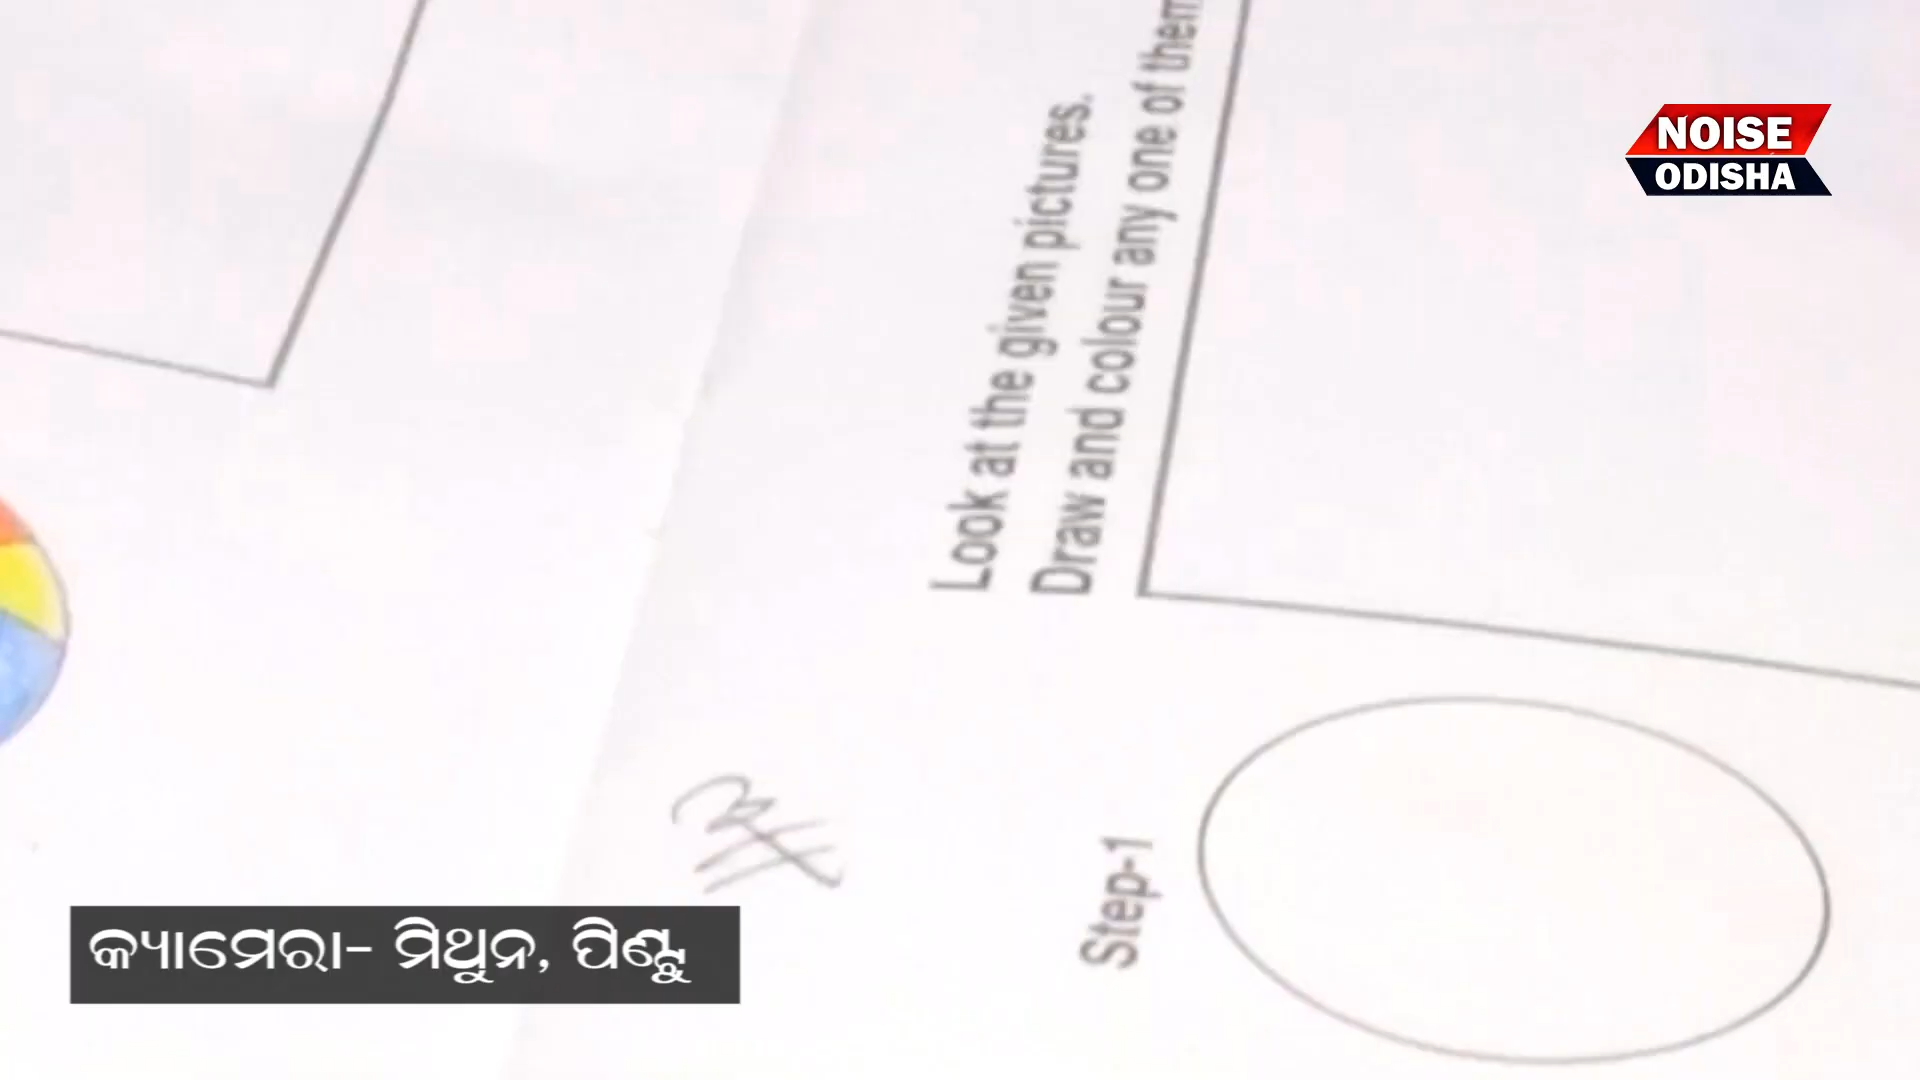 NOISE
ODISHA
Look at the given pictures.
Draw and colour any one of them
Step-1
କ୍ୟାମେରା- ମିଥୁନ, ପିଣ୍ଟୁ